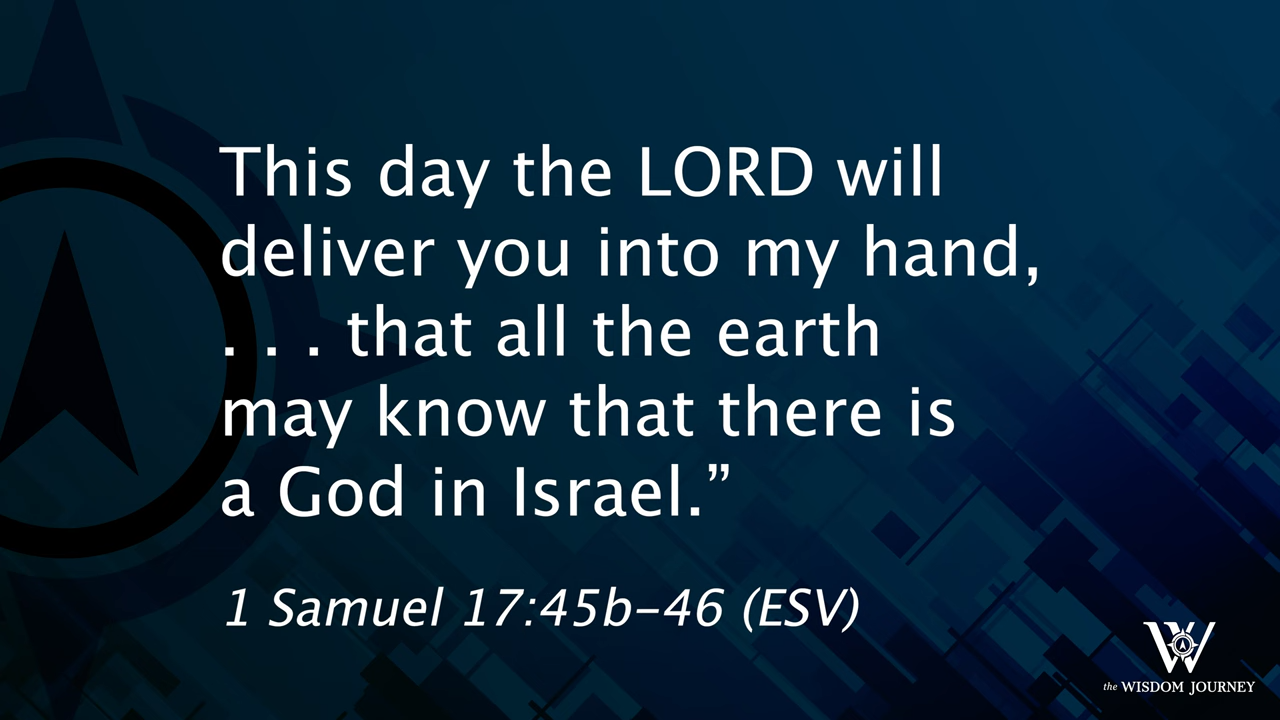 This day the LORD will
deliver you into my hand,
. . . that all the earth
may know that there is
a God in Israel.”
1 Samuel 17:45b–46 (ESV)
W
the WISDOM JOURNEY